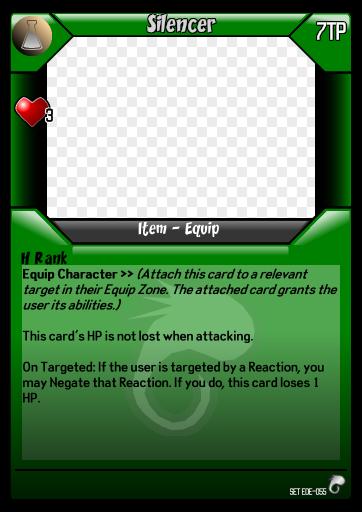 Silencer
7TP
3
Item - Equip
H Rank
Equip Character >> (Attach this card to a relevant
target in their Equip Zone. The attached card grants the
user its abilities.)
This card's HP is not lost when attacking.
On Targeted: If the user is targeted by a Reaction, you
may Negate that Reaction. If you do, this card loses 1
HP.
SET EOE-055